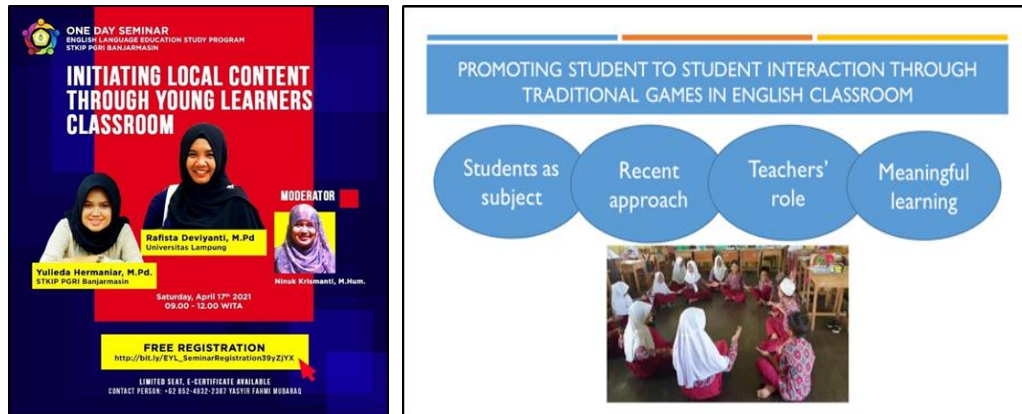 ONE DAY SEMINAR
ENGLISH LANGUAGE EDUCATION STUDY PROGRAM
STKIP PGRI BANJARMASIN
INITIATING LOCAL CONTENT
THROUGH YOUNG LEARNERS
CLASSROOM
MODERATOR
Rafista Deviyanti, M.Pd
Universitas Lampung
Yulieda Hermaniar, M.Pd.
STKIP PGRI Banjarmasin
Ninuk Krismanti, M.Hum.
Saturday, April 17th 2021
09.00 - 12.00 WITA
FREE REGISTRATION
http://bit.ly/EYL_SeminarRegistration39yZjYX
LIMITED SEAT, E-CERTIFICATE AVAILABLE
CONTACT PERSON: +62 852-4932-2387 YASYIR FAHMI MUBARAQ
PROMOTING STUDENT TO STUDENT INTERACTION THROUGH
TRADITIONAL GAMES IN ENGLISH CLASSROOM
Students as
subject
Recent
approach
Teachers'
role
Meaningful
learning